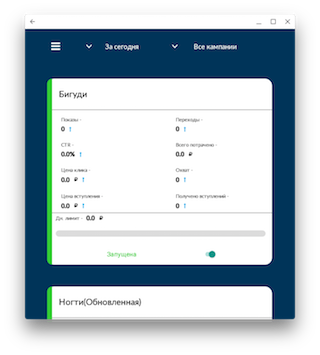 За сегодня Все кампании
Бигуди
Показы - Переходы -
0 ↑ 0 ↑
CTR - Всего потрачено -
0.0% ↑ 0.0 ₽
Цена клика - Охват -
0.0 ₽ ↑ 0 ↑
Цена вступления - Получено вступлений -
0.0 ₽ ↑ 0 ↑
Дн. лимит - 0.0 ₽
Запущена
Ногти(Обновленная)